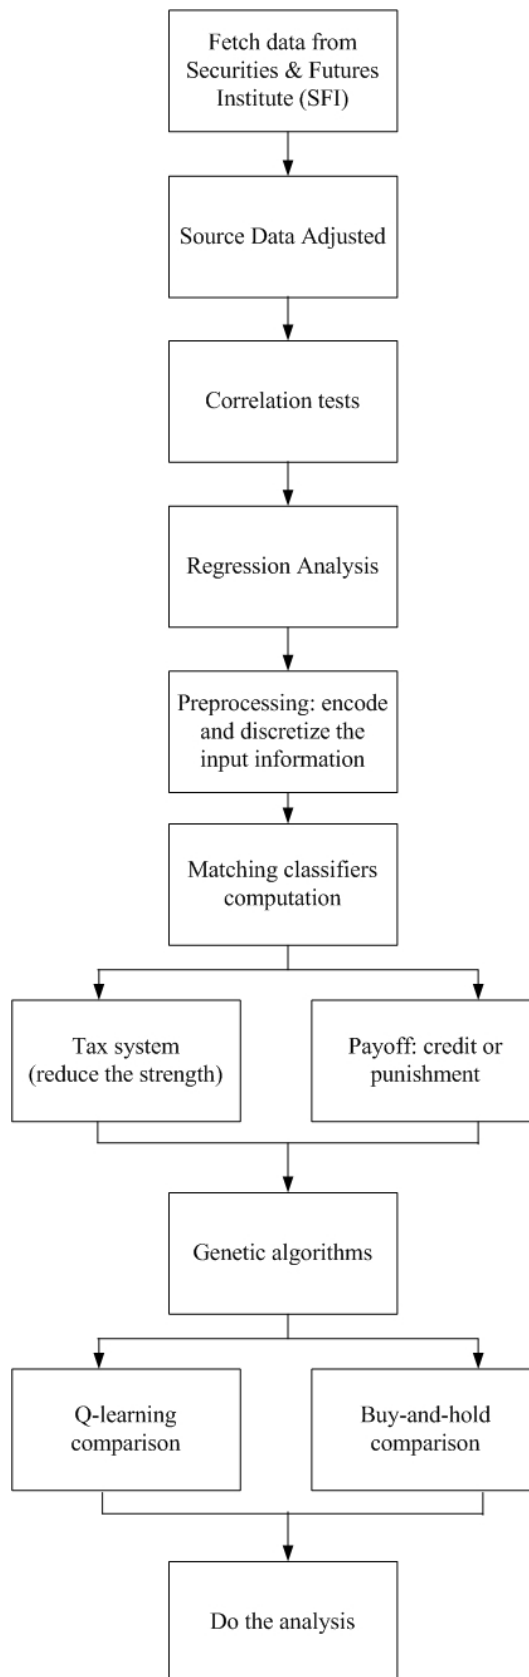 Fetch data from
Securities & Futures
Institute (SFI)
Source Data Adjusted
Correlation tests
Regression Analysis
Preprocessing: encode
and discretize the
input information
Matching classifiers
computation
Tax system
(reduce the strength)
Payoff: credit or
punishment
Genetic algorithms
Q-learning
comparison
Buy-and-hold
comparison
Do the analysis